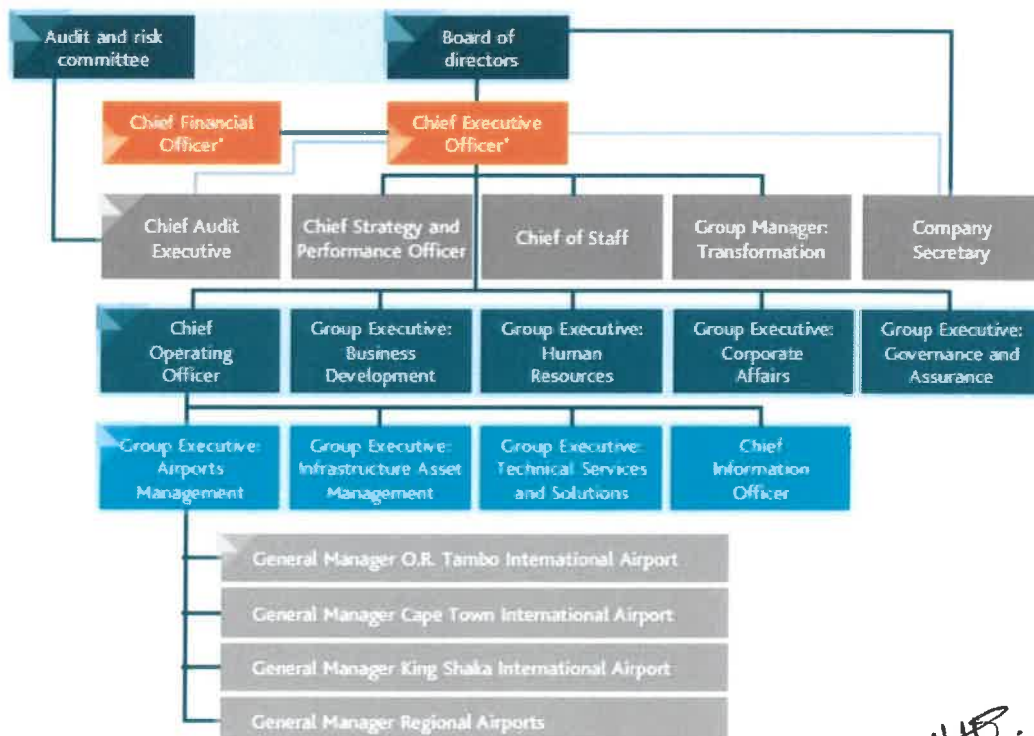 Audit and risk
committee
Board of
directors
Chief Financial
Officer*
Chief Executive
Officer*
Chief Audit
Executive
Chief Strategy and
Performance Officer
Chief of Staff
Group Manager:
Transformation
Company
Secretary
Chief
Operating
Officer
Group Executive:
Business
Development
Group Executive:
Human
Resources
Group Executive:
Corporate
Affairs
Group Executive:
Governance and
Assurance
Group Executive:
Airports
Management
Group Executive:
Infrastructure Asset
Management
Group Executive:
Technical Services
and Solutions
Chief
Information
Officer
General Manager O.R. Tambo International Airport
General Manager Cape Town International Airport
General Manager King Shaka International Airport
General Manager Regional Airports